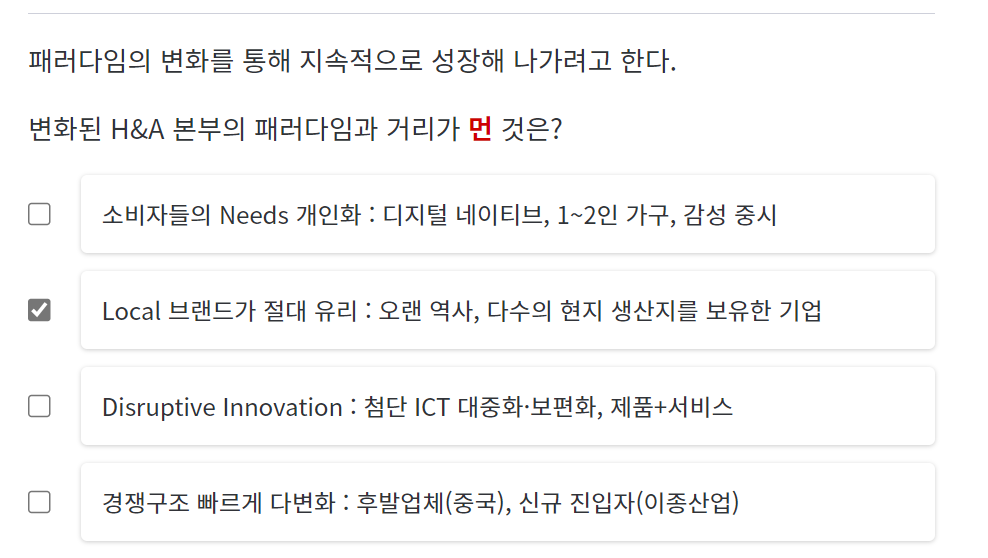 패러다임의 변화를 통해 지속적으로 성장해 나가려고 한다.
변화된 H&A 본부의 패러다임과 거리가 먼 것은?
소비자들의 Needs 개인화 : 디지털 네이티브, 1~2인 가구, 감성 중시
Local 브랜드가 절대 유리 : 오랜 역사, 다수의 현지 생산지를 보유한 기업
Disruptive Innovation : 첨단 ICT 대중화·보편화, 제품+서비스
경쟁구조 빠르게 다변화 : 후발업체(중국), 신규 진입자(이종산업)